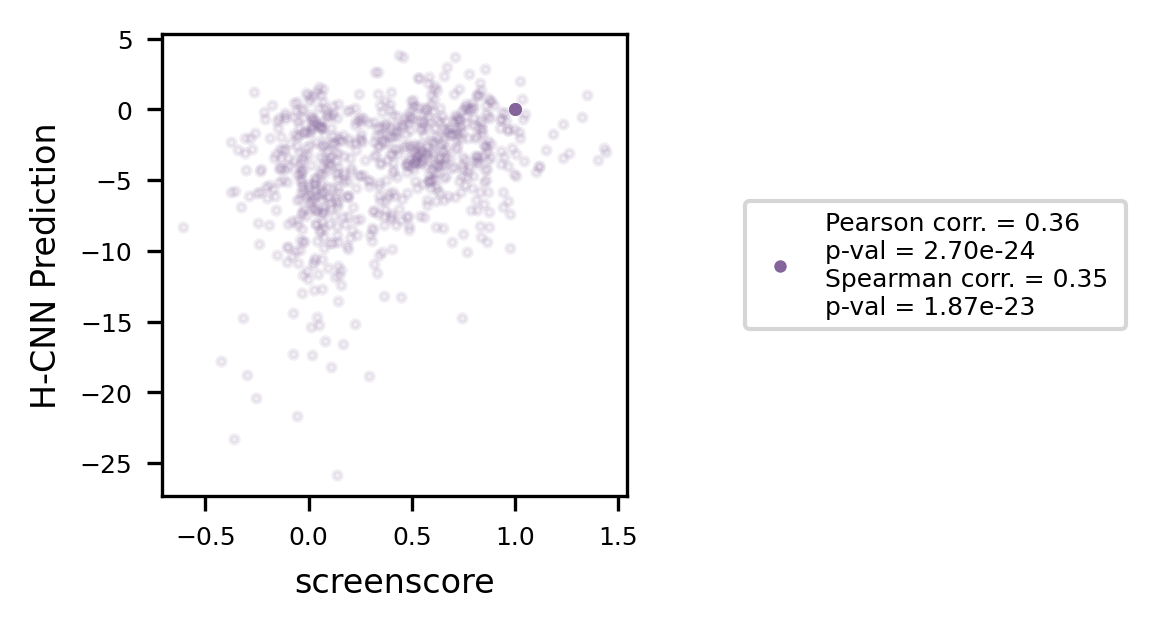 5
0
−5
−10
−15
−20
−25
H-CNN Prediction
−0.5
0.0
0.5
1.0
1.5
screenscore
Pearson corr. = 0.36
p-val = 2.70e-24
Spearman corr. = 0.35
p-val = 1.87e-23